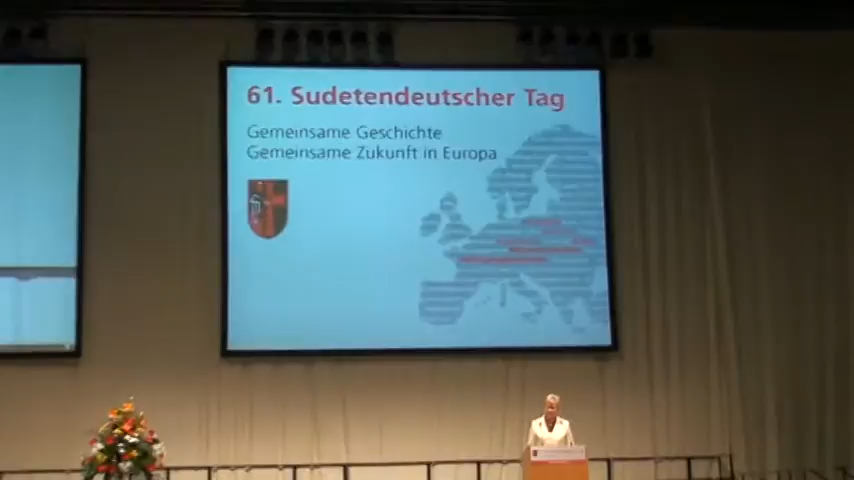 61. Sudetendeutscher Tag
Gemeinsame Geschichte
Gemeinsame Zukunft in Europa